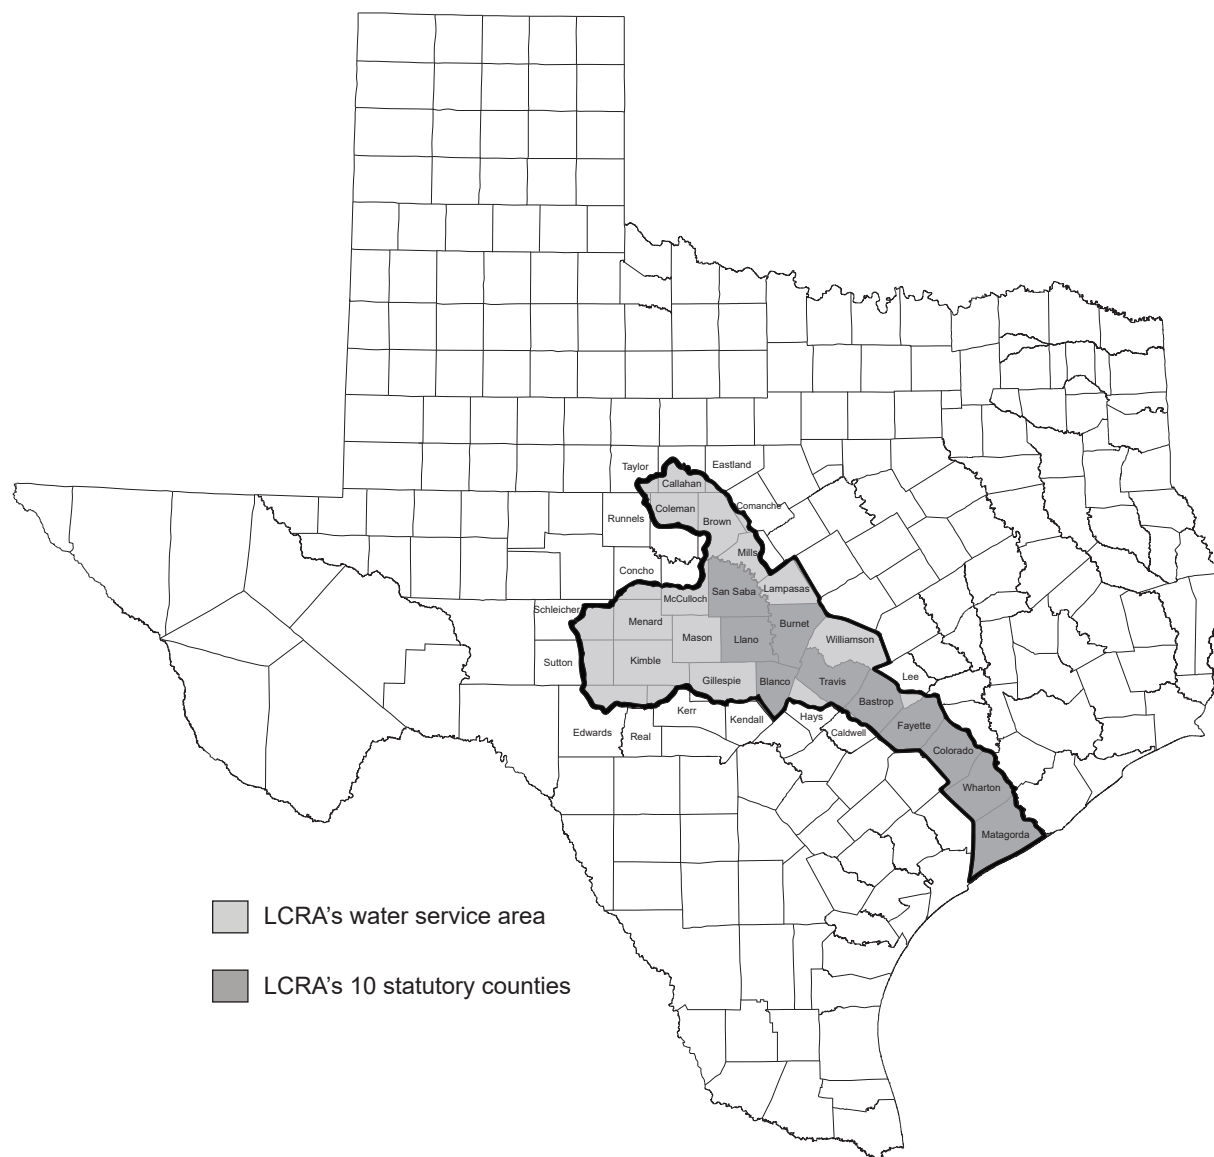 Taylor
Eastland
Callahan
Coleman
Comanche
Runnels
Brown
Mills
Concho
Lampasas
San Saba
McCulloch
Schleicher
Menard
Burnet
Mason
Llano
Williamson
Sutton
Kimble
Lee
Gillespie
Blanco
Travis
Bastrop
Kerr
Hays
Kendall
Fayette
Edwards
Real
Caldwell
Colorado
Wharton
Matagorda
LCRA’s water service area
LCRA’s 10 statutory counties